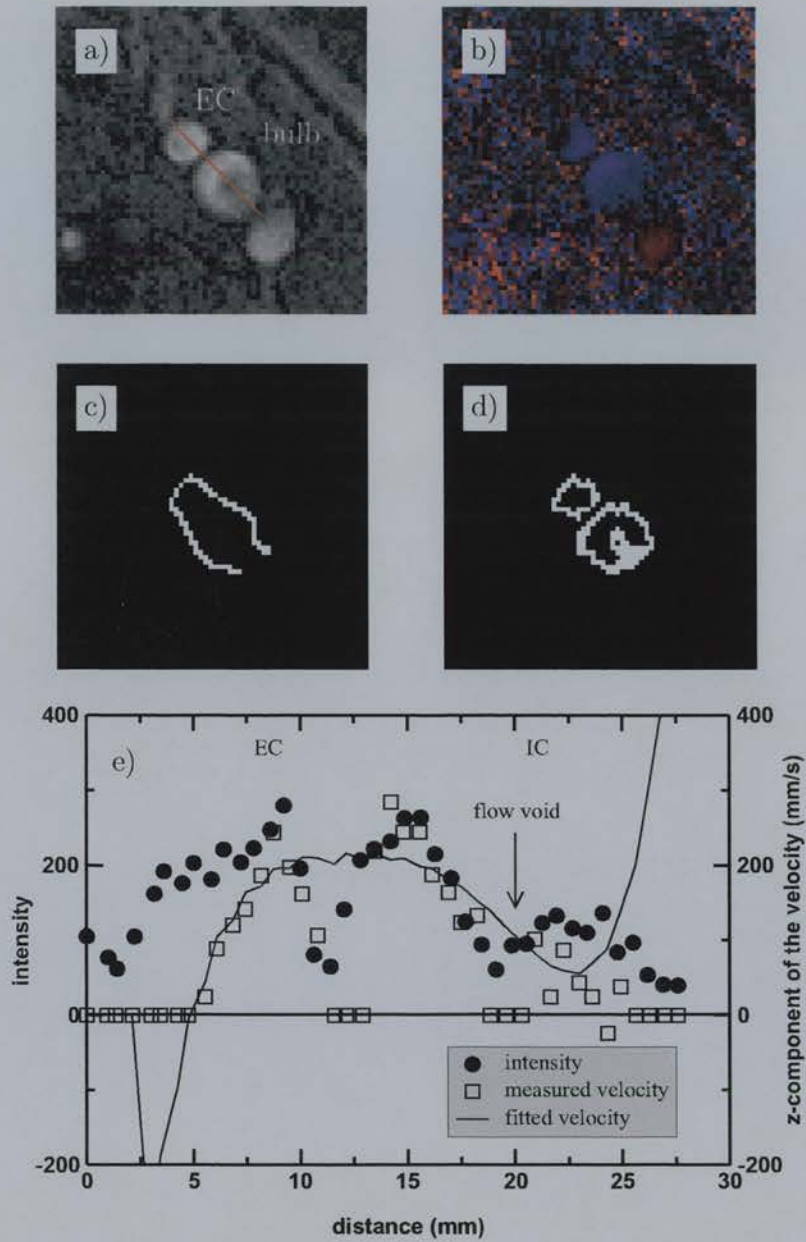 a)
EC
bulb
b)
c)
d)
e)
EC
IC
flow void
400
200
0
-200
400
200
0
-200
intensity
z-component of the velocity (mm/s)
intensity
measured velocity
fitted velocity
0
5
10
15
20
25
30
distance (mm)